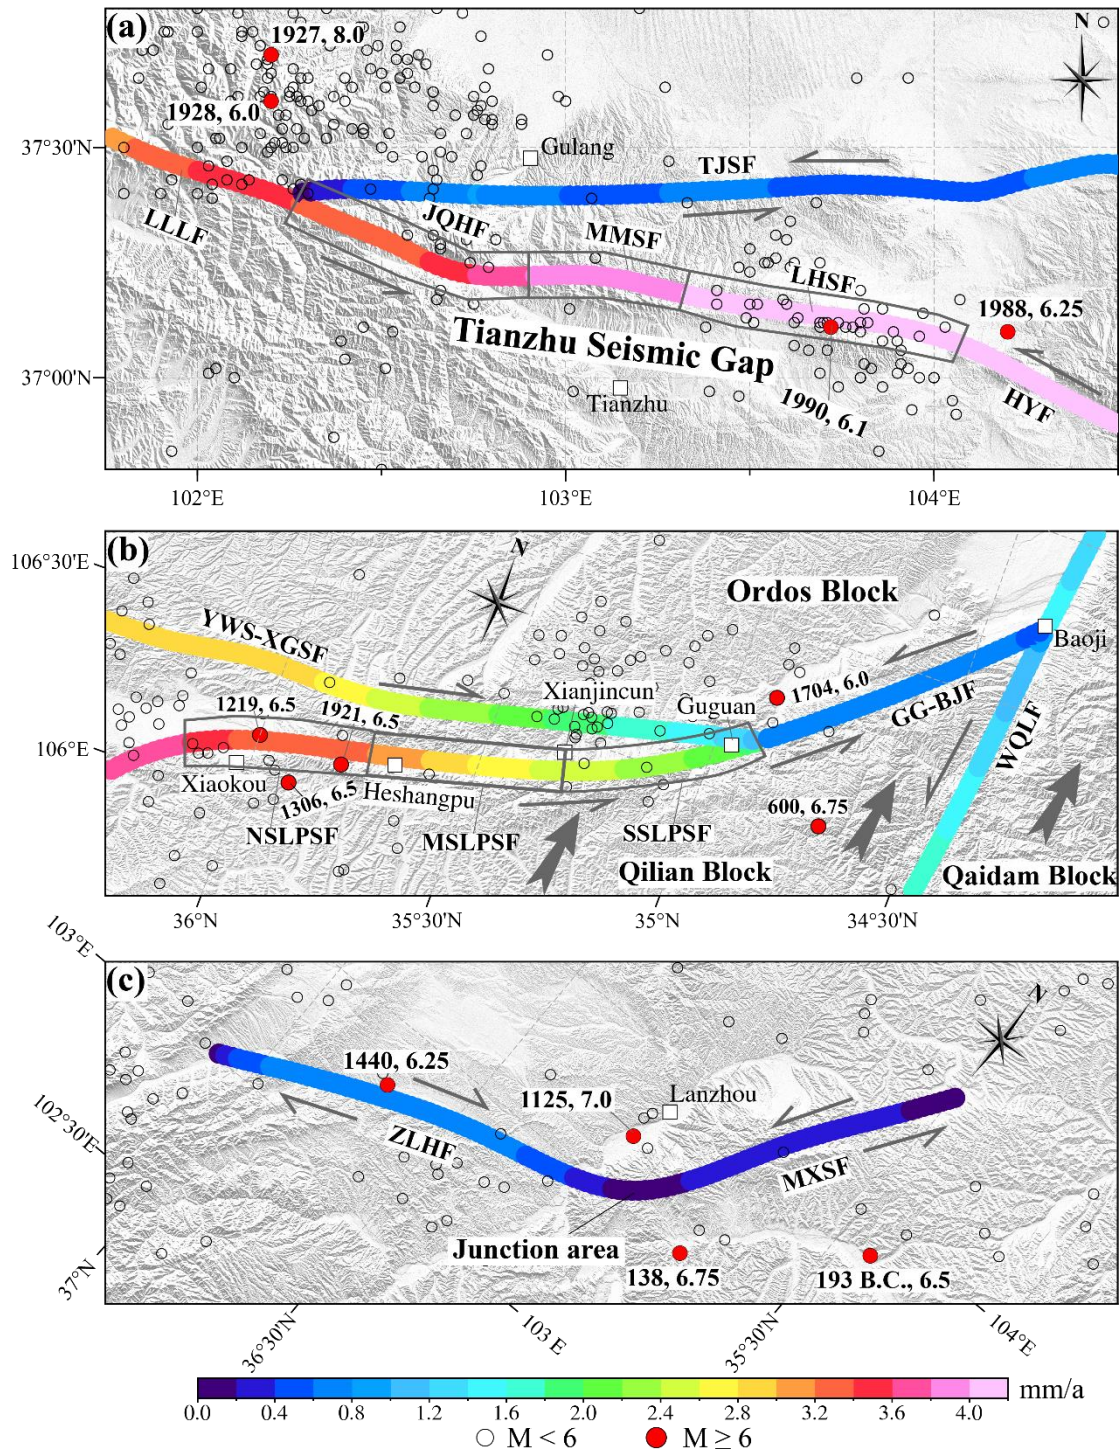 (a)
1927, 8.0
N
1928, 6.0
37°30'N
Gulang
TJSF
LLLF
JQHF
MMSF
LHSF
1988, 6.25
Tianzhu Seismic Gap
37°00'N
Tianzhu
1990, 6.1
HYF
102°E
103°E
104°E
(b)
106°30'E
N
Ordos Block
YWS-XGSF
Baoji
1219, 6.5
1921, 6.5
Xianjincun
1704, 6.0
Guguan
GG-BJF
WQLF
106°E
Xiaokou
1306, 6.5
Heshangpu
600, 6.75
NSLPSF
MSLPSF
SSLPSF
Qilian Block
Qaidam Block
36°N
35°30'N
35°N
34°30'N
103°E
(c)
N
1440, 6.25
1125, 7.0
Lanzhou
102°30'E
ZLHF
MXSF
Junction area
37°N
138, 6.75
193 B.C., 6.5
36°30'N
103 E
35°30'N
104°E
mm/a
0.0 0.4 0.8 1.2 1.6 2.0 2.4 2.8 3.2 3.6 4.0
M < 6 M ≥ 6